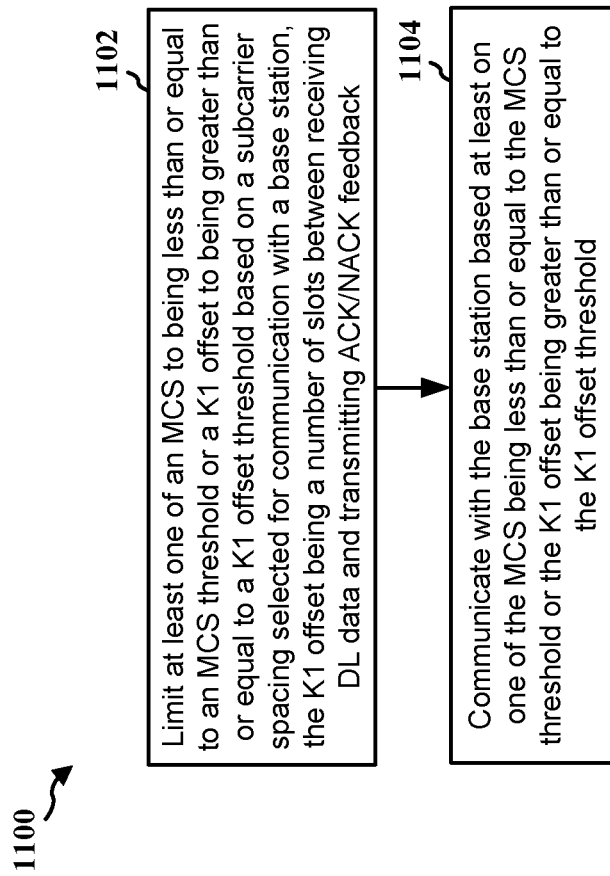 1100
1102
Limit at least one of an MCS to being less than or equal
to an MCS threshold or a K1 offset to being greater than
or equal to a K1 offset threshold based on a subcarrier
spacing selected for communication with a base station,
the K1 offset being a number of slots between receiving
DL data and transmitting ACK/NACK feedback
1104
Communicate with the base station based at least on
one of the MCS being less than or equal to the MCS
threshold or the K1 offset being greater than or equal to
the K1 offset threshold